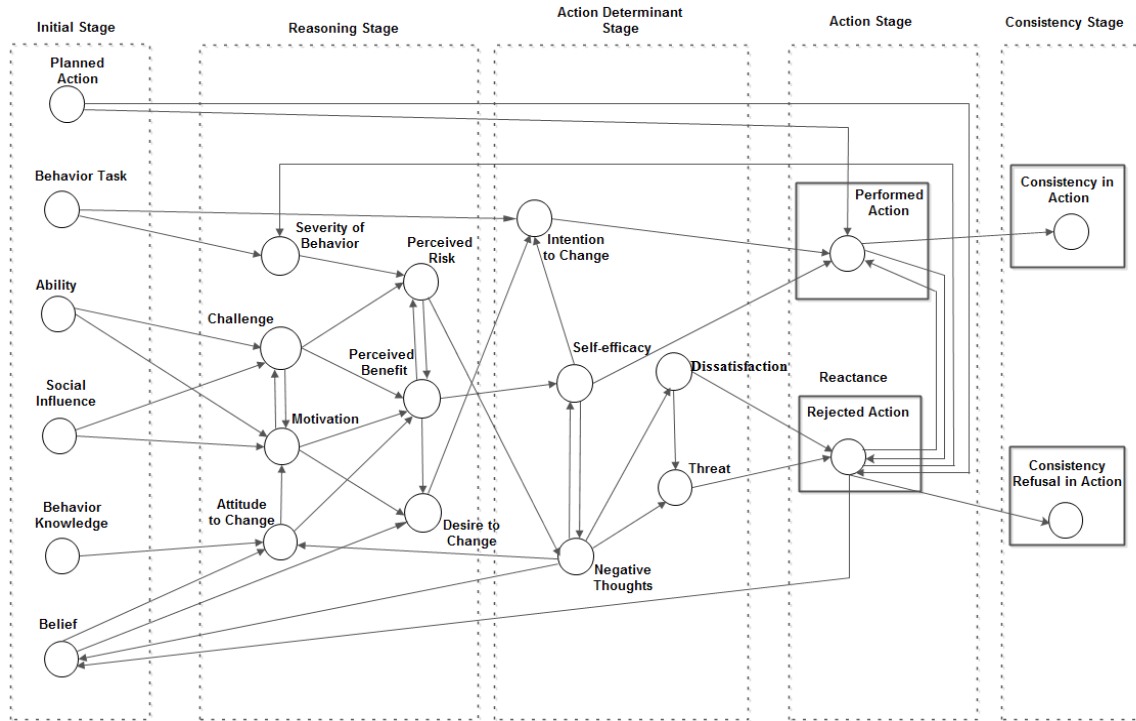 Initial Stage
Reasoning Stage
Action Determinant
Stage
Action Stage
Consistency Stage
Planned
Action
Behavior Task
Ability
Social
Influence
Behavior
Knowledge
Belief
Severity of
Behavior
Perceived
Risk
Challenge
Perceived
Benefit
Motivation
Attitude
to Change
Desire to
Change
Intention
to Change
Self-efficacy
Dissatisfaction
Threat
Negative
Thoughts
Performed
Action
Reactance
Rejected Action
Consistency in
Action
Consistency
Refusal in Action